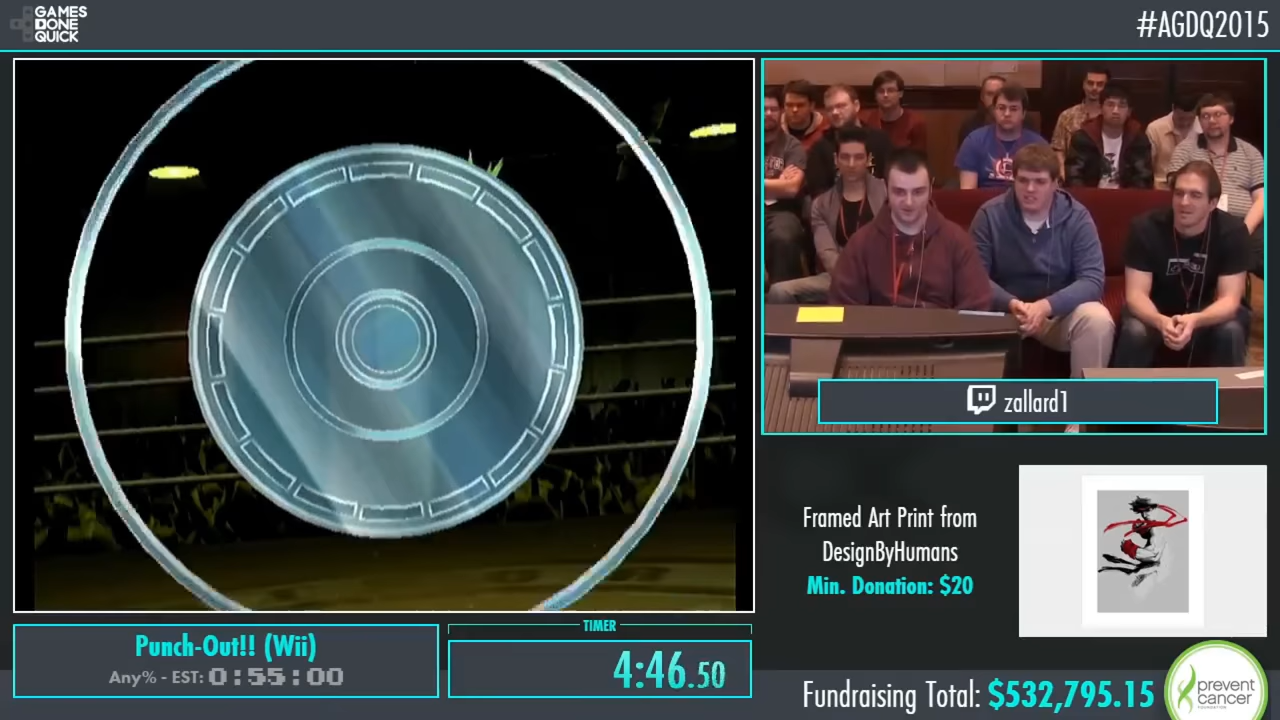 GAMES
DONE
QUICK
#AGDQ2015
zallard1
Framed Art Print from
DesignByHumans
Min. Donation: $20
Punch-Out!! (Wii)
Any% - EST: 0:55:00
TIMER
4:46.50
Fundraising Total: $532,795.15
prevent
cancer